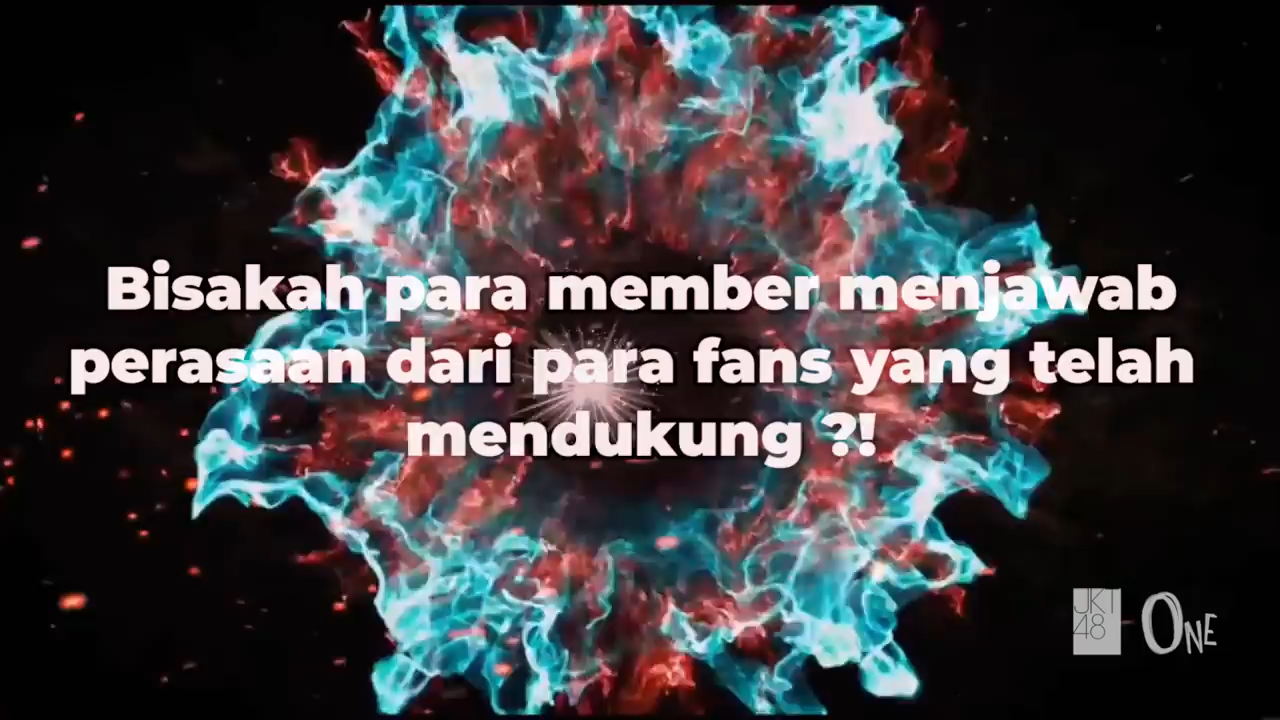 Bisakah para member menjawab
perasaan dari para fans yang telah
mendukung ?!
JKT
48
ONE